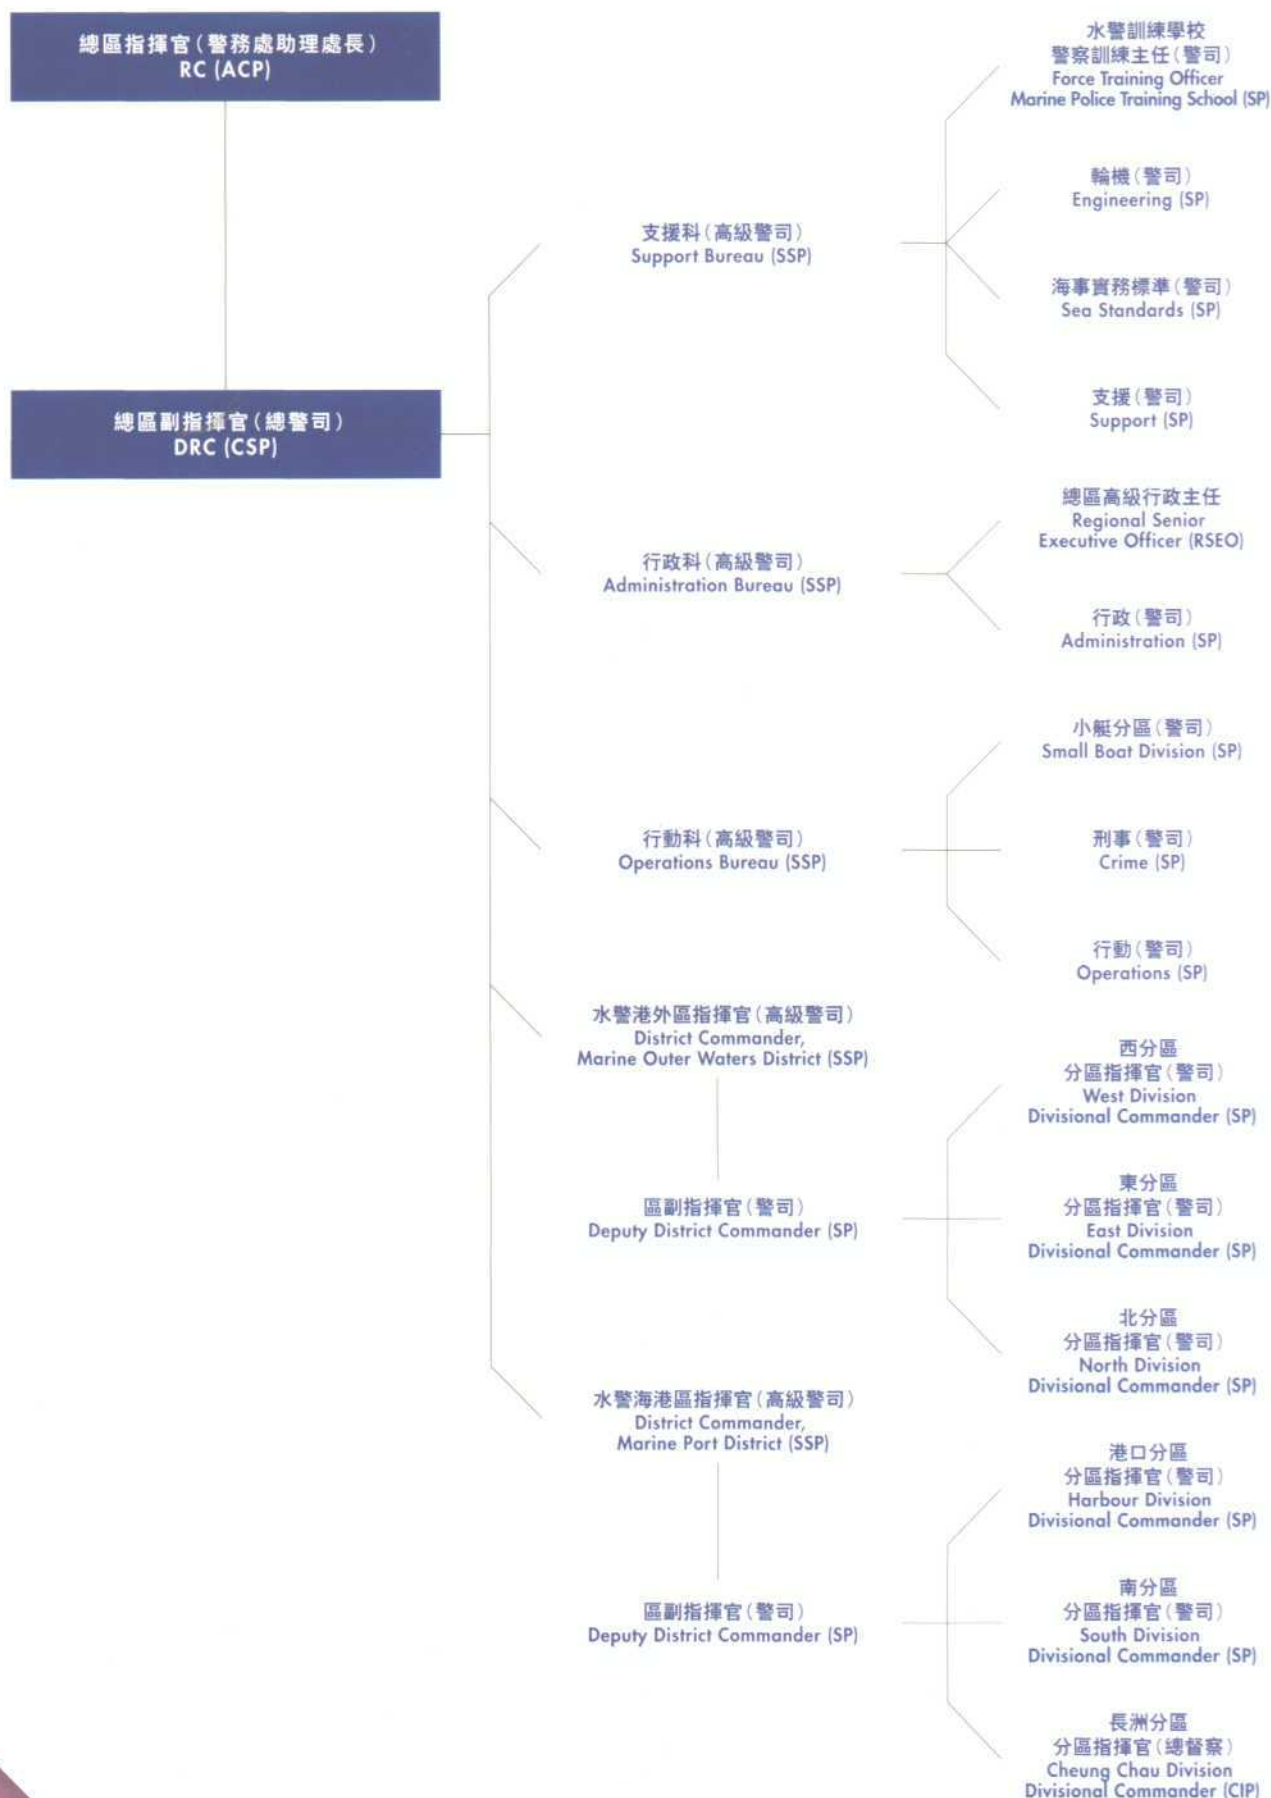 總區指揮官(警務處助理處長)
RC (ACP)
總區副指揮官(總警司)
DRC (CSP)
支援科(高級警司)
Support Bureau (SSP)
水警訓練學校
警察訓練主任(警司)
Force Training Officer
Marine Police Training School (SP)
輪機(警司)
Engineering (SP)
海事實務標準(警司)
Sea Standards (SP)
支援(警司)
Support (SP)
行政科(高級警司)
Administration Bureau (SSP)
總區高級行政主任
Regional Senior
Executive Officer (RSEO)
行政(警司)
Administration (SP)
行動科(高級警司)
Operations Bureau (SSP)
小艇分區(警司)
Small Boat Division (SP)
刑事(警司)
Crime (SP)
行動(警司)
Operations (SP)
水警港外區指揮官(高級警司)
District Commander,
Marine Outer Waters District (SSP)
區副指揮官(警司)
Deputy District Commander (SP)
西分區
分區指揮官(警司)
West Division
Divisional Commander (SP)
東分區
分區指揮官(警司)
East Division
Divisional Commander (SP)
北分區
分區指揮官(警司)
North Division
Divisional Commander (SP)
水警海港區指揮官(高級警司)
District Commander,
Marine Port District (SSP)
區副指揮官(警司)
Deputy District Commander (SP)
港口分區
分區指揮官(警司)
Harbour Division
Divisional Commander (SP)
南分區
分區指揮官(警司)
South Division
Divisional Commander (SP)
長洲分區
分區指揮官(總督察)
Cheung Chau Division
Divisional Commander (CIP)